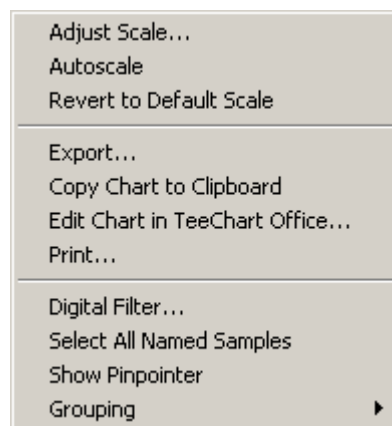 Adjust Scale...
Autoscale
Revert to Default Scale
Export...
Copy Chart to Clipboard
Edit Chart in TeeChart Office...
Print...
Digital Filter...
Select All Named Samples
Show Pinpointer
Grouping